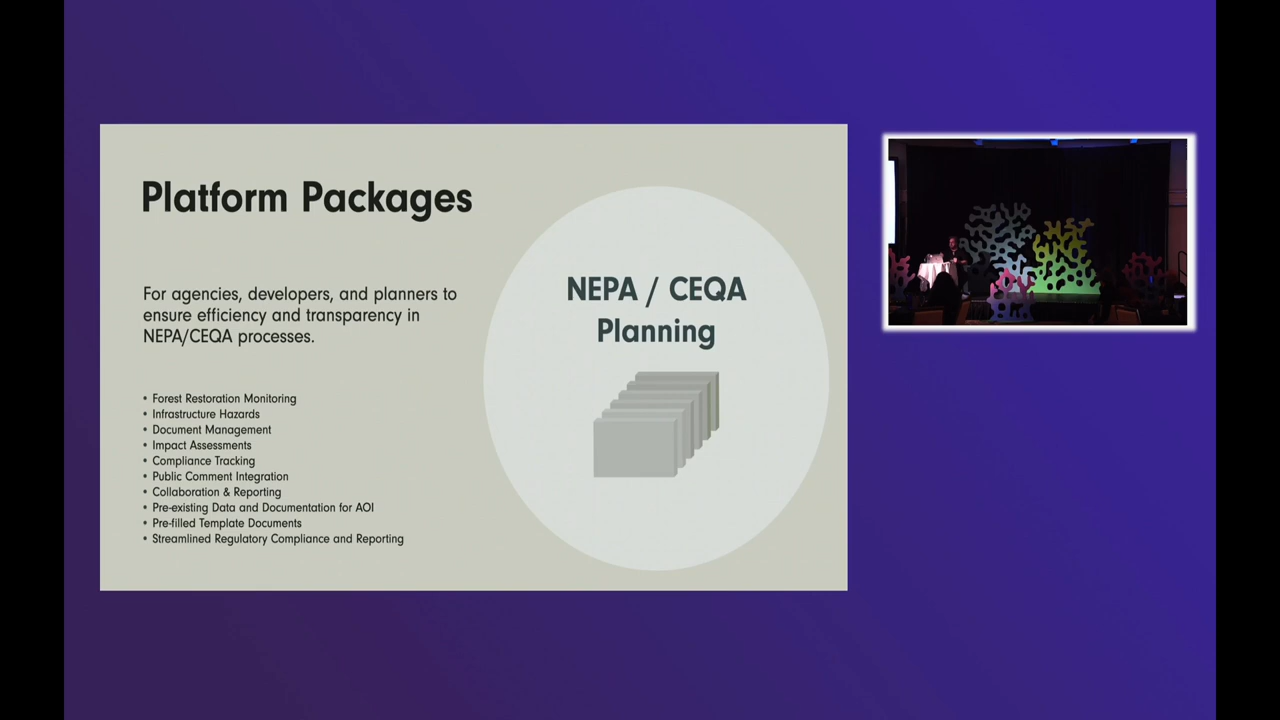 Platform Packages
For agencies, developers, and planners to
ensure efficiency and transparency in
NEPA/CEQA processes.
• Forest Restoration Monitoring
• Infrastructure Hazards
• Document Management
• Impact Assessments
• Compliance Tracking
• Public Comment Integration
• Collaboration & Reporting
• Pre-existing Data and Documentation for AOI
• Pre-filled Template Documents
• Streamlined Regulatory Compliance and Reporting
NEPA / CEQA
Planning